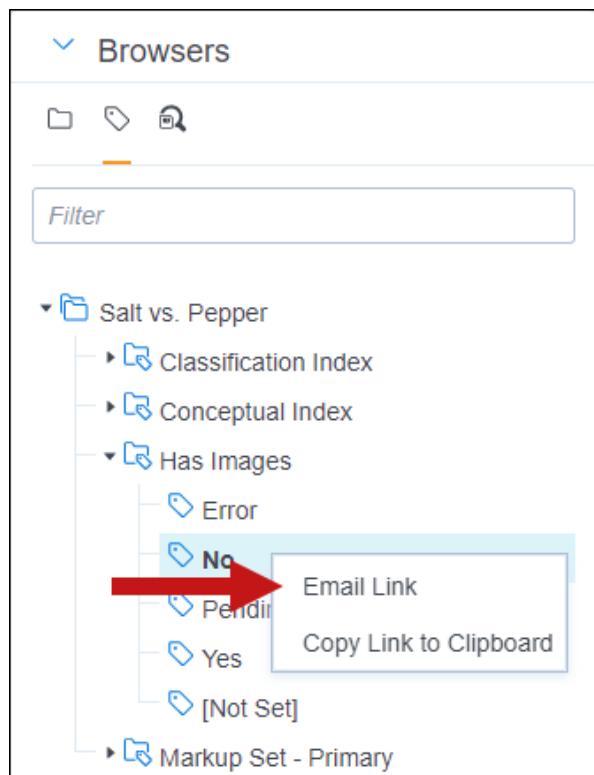 Browsers
Filter
Salt vs. Pepper
Classification Index
Conceptual Index
Has Images
Error
No
Email Link
Copy Link to Clipboard
Yes
[Not Set]
Markup Set - Primary